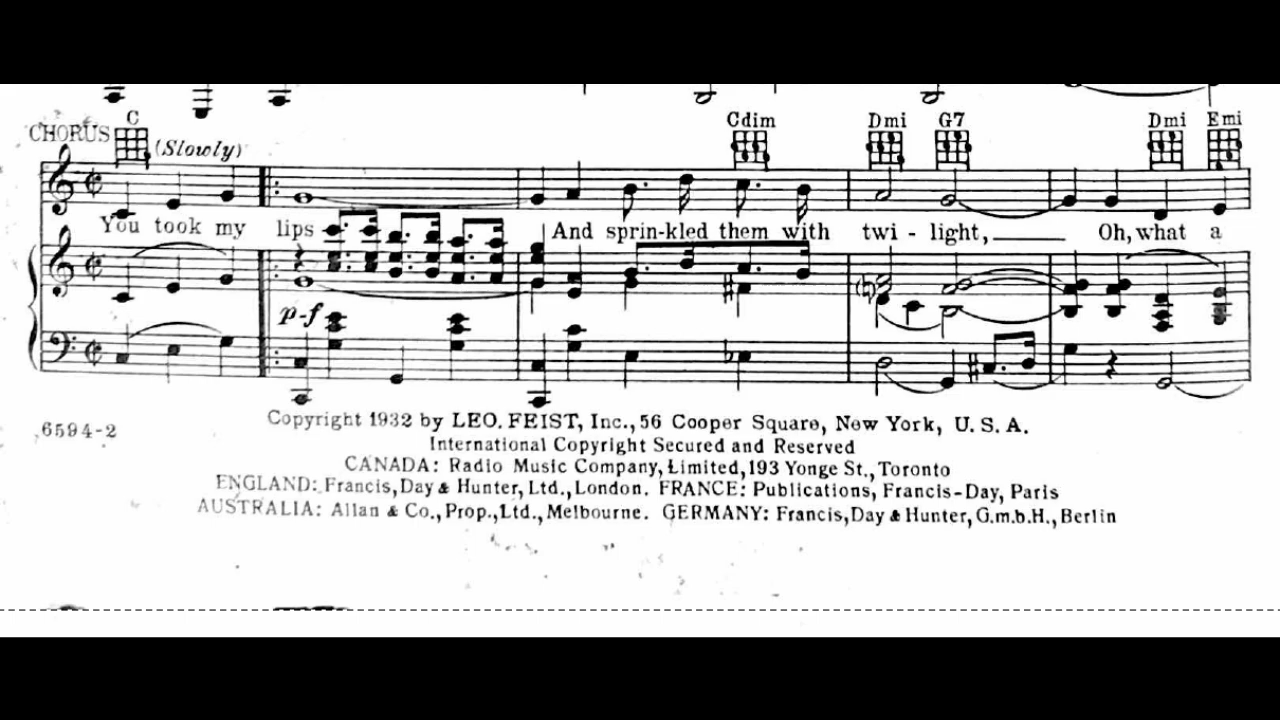 C
Cdim Dmi G7 Dmi Emi
CHORUS
(Slowly)
You took my lips And sprin-kled them with twi - light, Oh, what a
p-f
6594-2
Copyright 1932 by LEO. FEIST, Inc., 56 Cooper Square, New York, U. S. A.
International Copyright Secured and Reserved
CANADA: Radio Music Company, Limited, 193 Yonge St., Toronto
ENGLAND: Francis, Day & Hunter, Ltd., London. FRANCE: Publications, Francis-Day, Paris
AUSTRALIA: Allan & Co., Prop., Ltd., Melbourne. GERMANY: Francis, Day & Hunter, G.m.b.H., Berlin